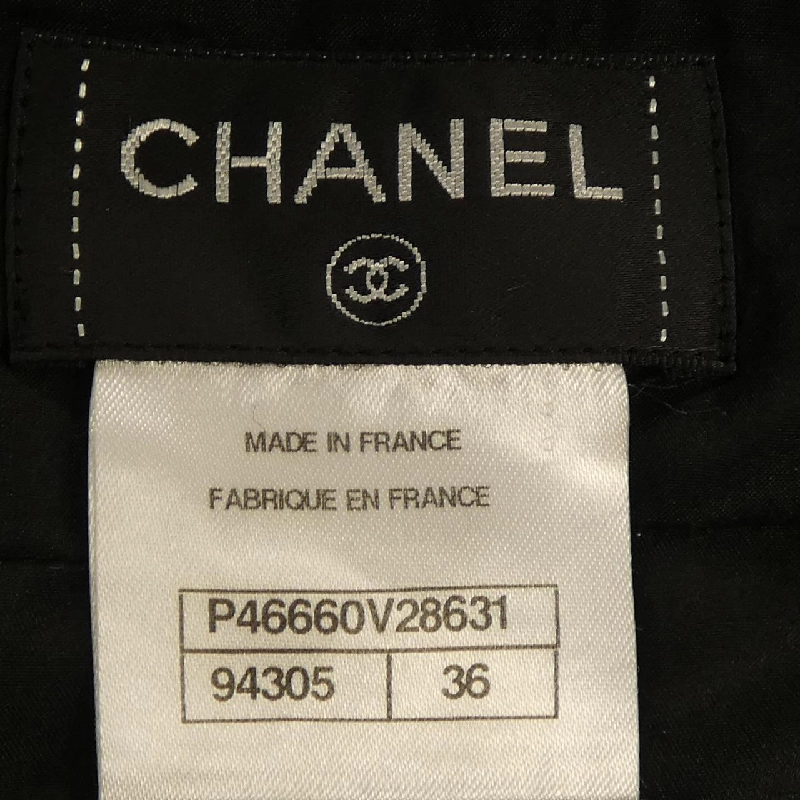 CHANEL
MADE IN FRANCE
FABRIQUE EN FRANCE
P46660V28631
94305 36